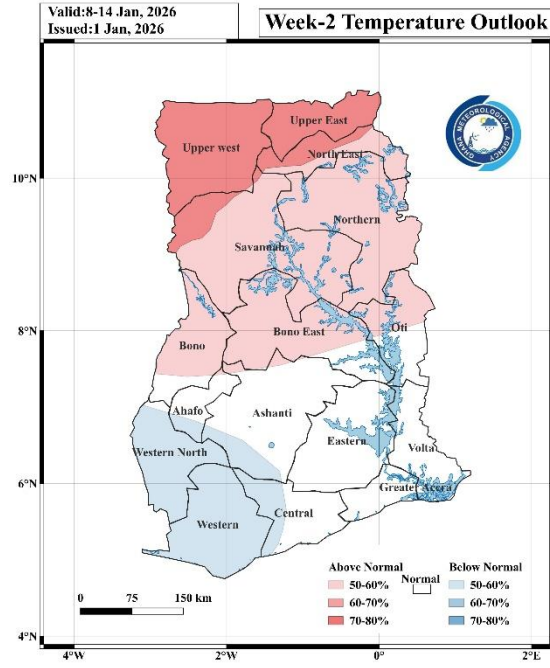 Valid:8-14 Jan, 2026
Issued:1 Jan, 2026
Week-2 Temperature Outlook
GHANA METEOROLOGICAL AGENCY
Upper East
Upper west
North East
10°N
Northern
Savannah
8°N
Oti
Bono East
Bono
Ahafo
Ashanti
Eastern
Western North
Volta
6°N
Greater Accra
Central
Western
Above Normal
Normal
Below Normal
50-60%
50-60%
60-70%
60-70%
70-80%
70-80%
0 75 150 km
4°N
4°W
2°W
0°
2°E